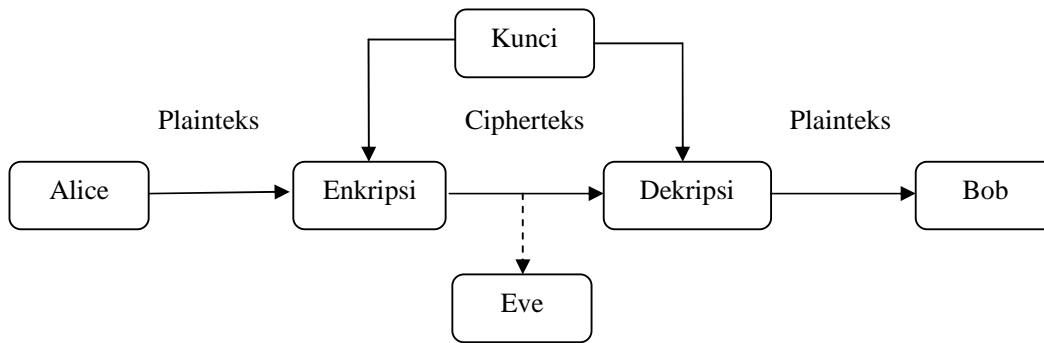 Kunci
Plainteks Cipherteks Plainteks
Alice Enkripsi Dekripsi Bob
Eve